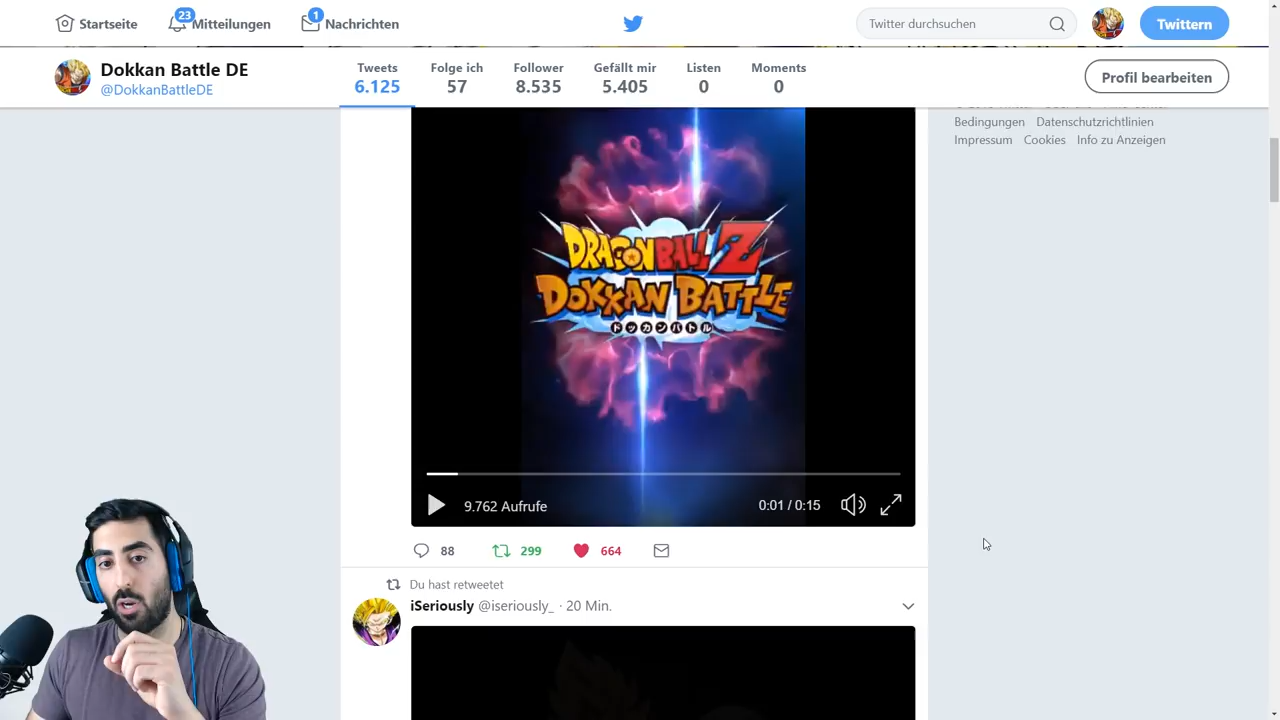 Startseite
23
Mitteilungen
1
Nachrichten
Twitter durchsuchen
Twittern
Dokkan Battle DE
@DokkanBattleDE
Tweets
6.125
Folge ich
57
Follower
8.535
Gefällt mir
5.405
Listen
0
Moments
0
Profil bearbeiten
Bedingungen Datenschutzrichtlinien
Impressum Cookies Info zu Anzeigen
DRAGONBALL Z
DOKKAN BATTLE
ドッカンバトル
9.762 Aufrufe
0:01 / 0:15
88
299
664
Du hast retweetet
iSeriously @iseriously_ · 20 Min.